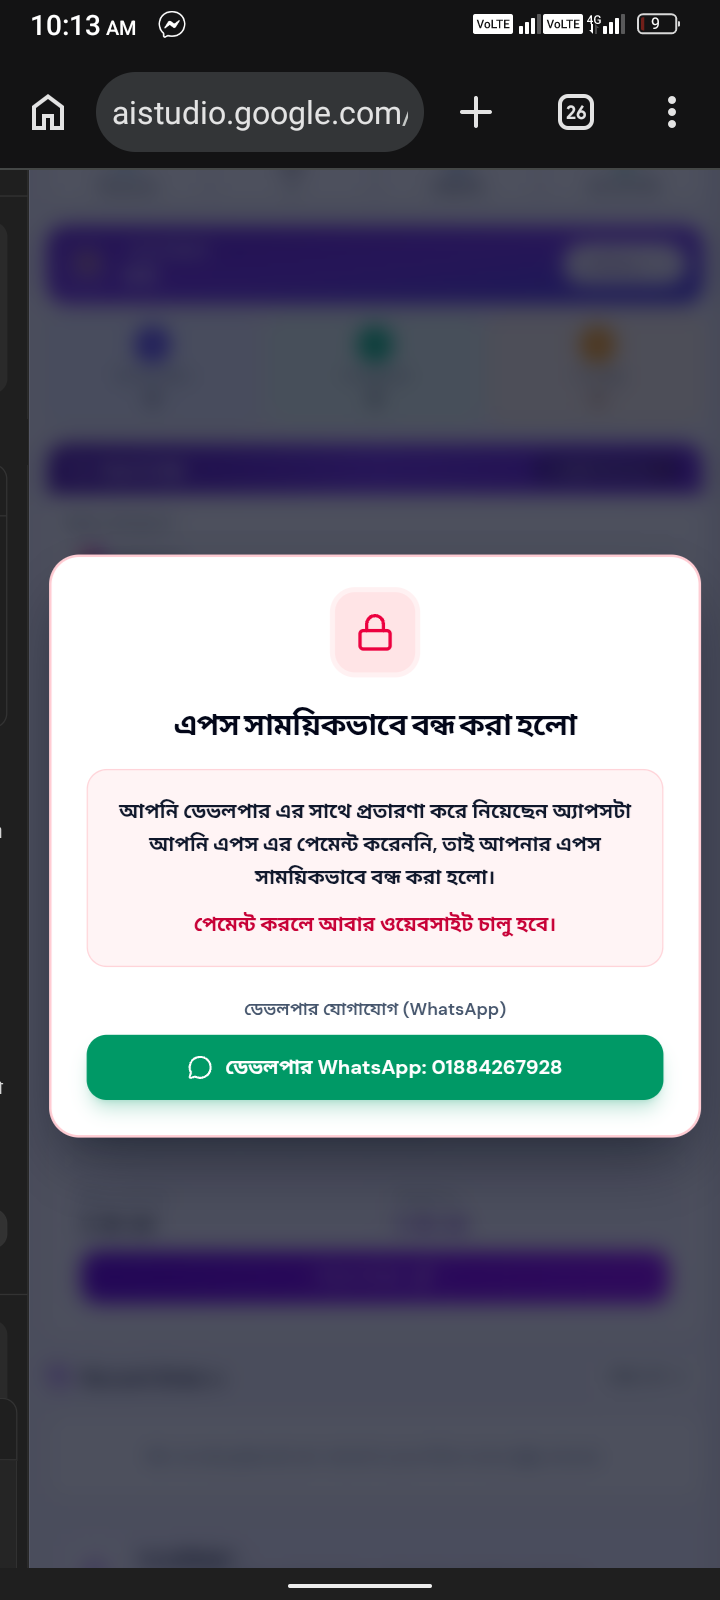 10:13 AM
VoLTE VoLTE 4G 9
aistudio.google.com/
26
এপস সাময়িকভাবে বন্ধ করা হলো
আপনি ডেভলপার এর সাথে প্রতারণা করে নিয়েছেন অ্যাপসটা
আপনি এপস এর পেমেন্ট করেননি, তাই আপনার এপস
সাময়িকভাবে বন্ধ করা হলো।
পেমেন্ট করলে আবার ওয়েবসাইট চালু হবে।
ডেভলপার যোগাযোগ (WhatsApp)
ডেভলপার WhatsApp: 01884267928